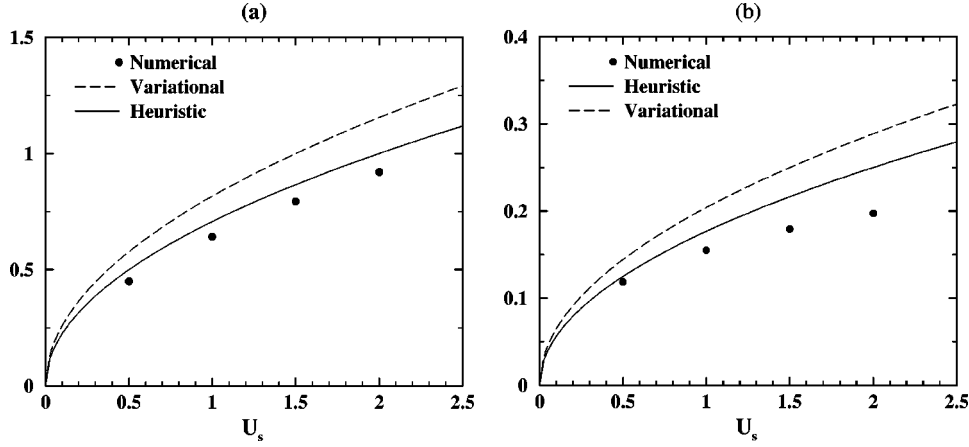 (a)
1.5
1
0.5
0
Numerical
Variational
Heuristic
0 0.5 1 1.5 2 2.5
U_s
(b)
0.4
0.3
0.2
0.1
0
Numerical
Heuristic
Variational
0 0.5 1 1.5 2 2.5
U_s